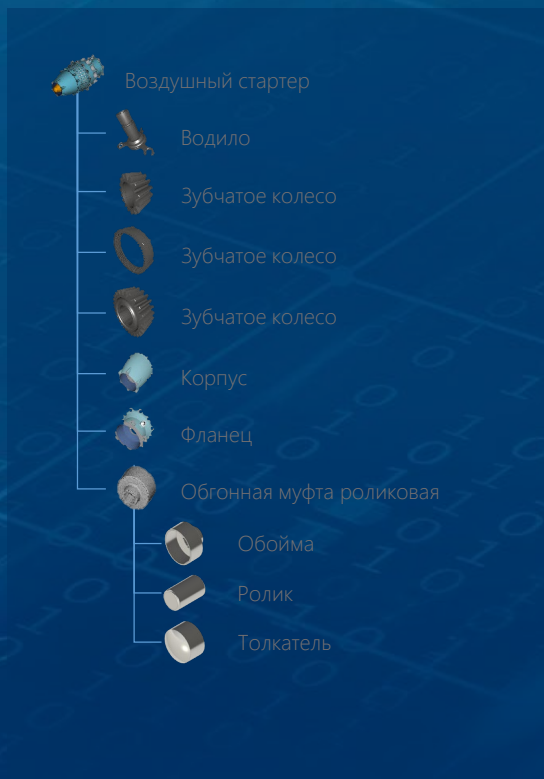 Воздушный стартер
Водило
Зубчатое колесо
Зубчатое колесо
Зубчатое колесо
Корпус
Фланец
Обгонная муфта роликовая
Обойма
Ролик
Толкатель